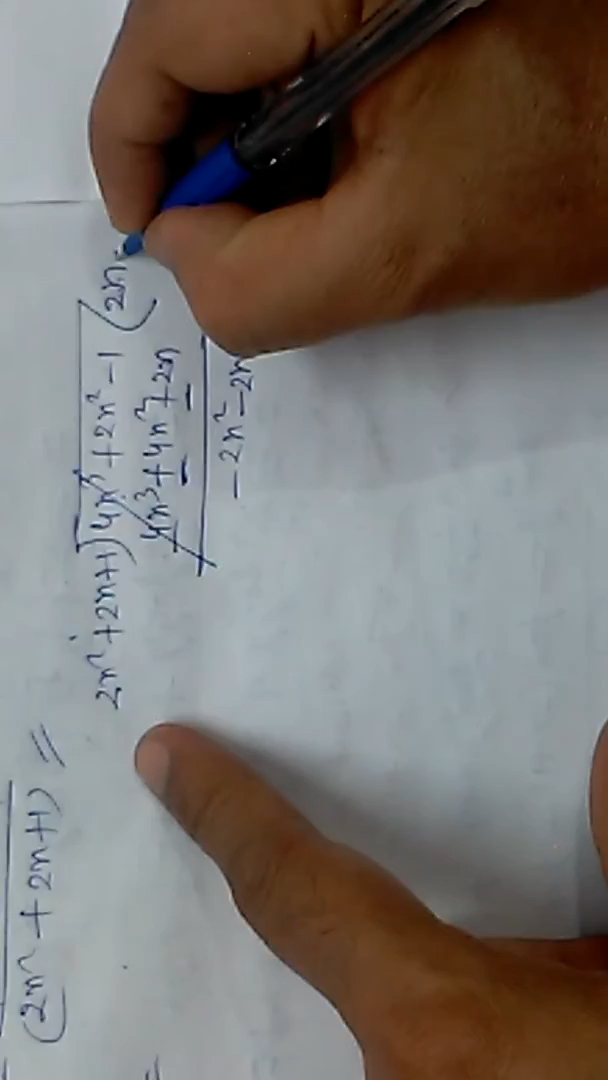 (2n² + 2n+1) =
2n²+2n+1)4n³+2n²-1(2n
4n³+4n²+2n
- -
-2n²-2n